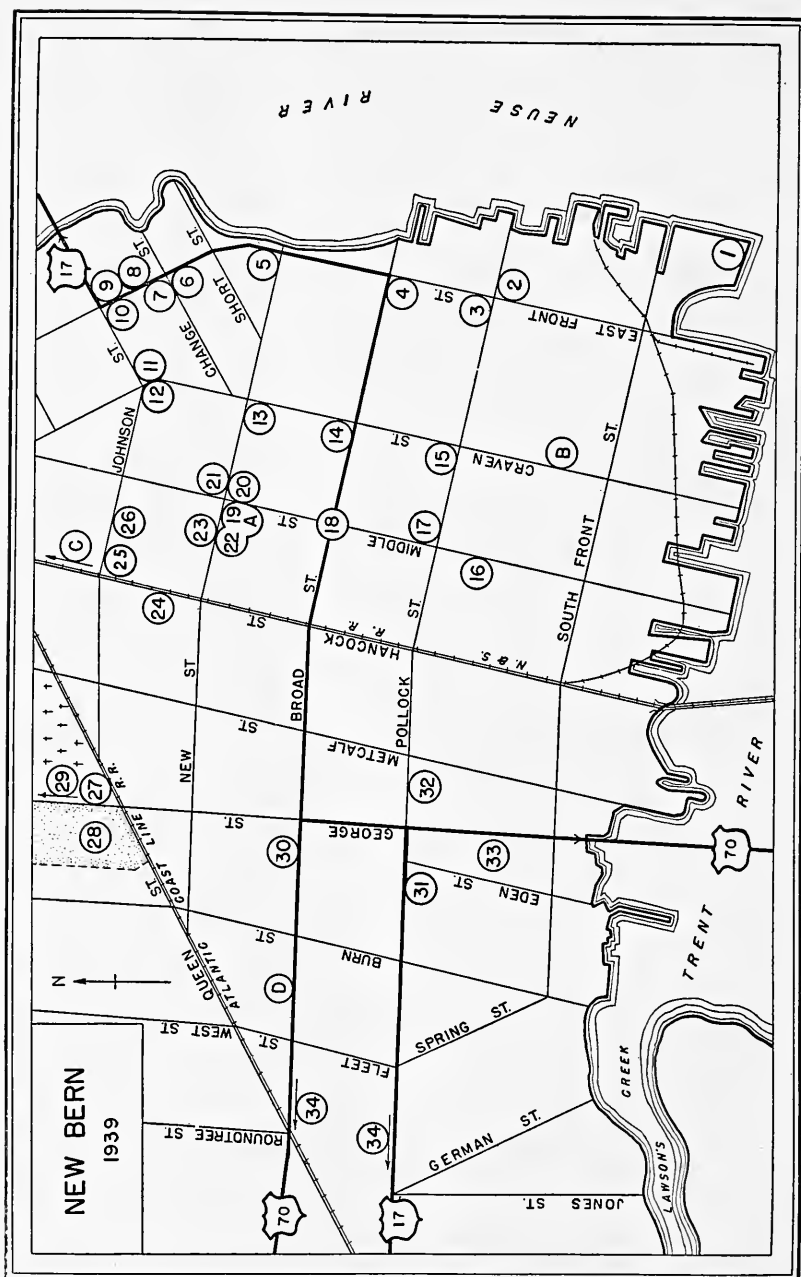 NEW BERN
1939
N
NEUSE RIVER
TRENT RIVER
LAWSON'S CREEK
17
70
17
70
ROUNDTREE ST.
WEST ST.
QUEEN ST.
ATLANTIC COAST LINE R.R.
FLEET ST.
BURN ST.
GEORGE ST.
METCALF ST.
HANCOCK ST.
N. & S. R. R.
MIDDLE ST.
CRAVEN ST.
EAST FRONT ST.
JOHNSON ST.
CHANGE ST.
SHORT ST.
NEW ST.
BROAD ST.
POLLOCK ST.
SOUTH FRONT ST.
EDEN ST.
SPRING ST.
GERMAN ST.
JONES ST.
1
2
3
4
5
6
7
8
9
10
11
12
13
14
15
16
17
18
19
20
21
22
23
24
25
26
27
28
29
30
31
32
33
34
34
A
B
C
D